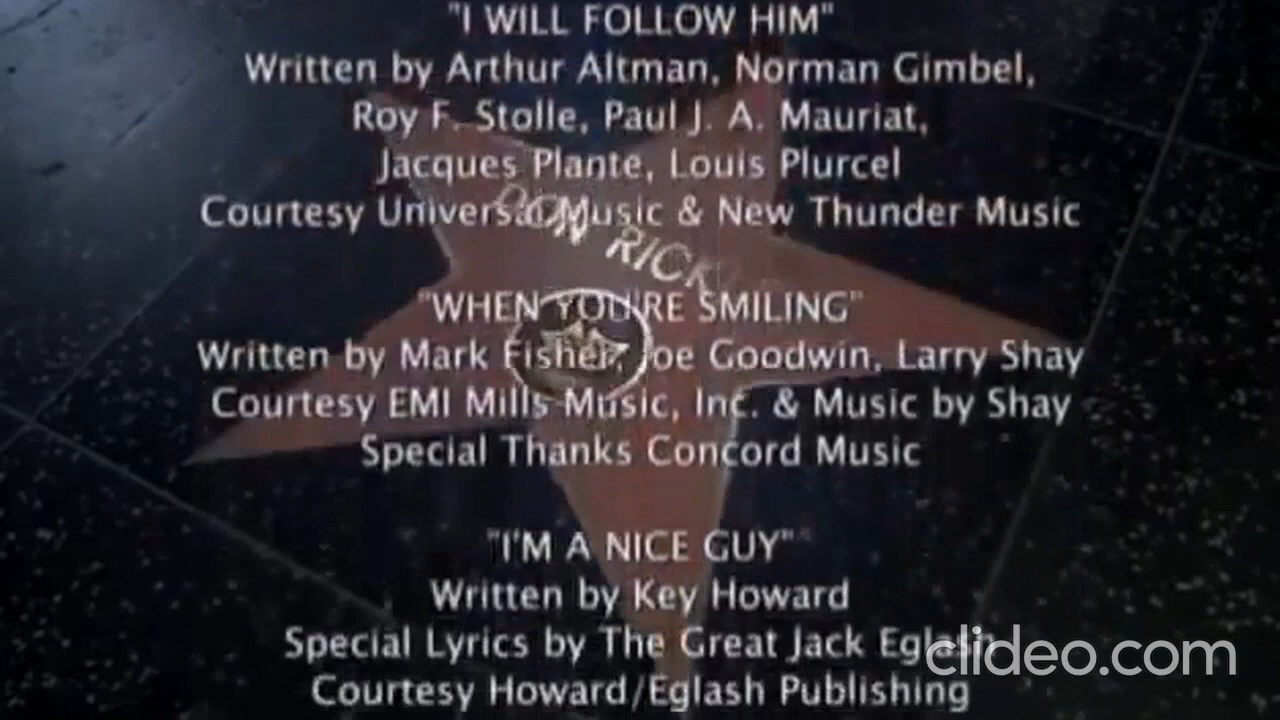 "I WILL FOLLOW HIM"
Written by Arthur Altman, Norman Gimbel,
Roy F. Stolle, Paul J. A. Mauriat,
Jacques Plante, Louis Plurcel
Courtesy Universal Music & New Thunder Music
DON RICK
"WHEN YOU'RE SMILING"
Written by Mark Fisher, Joe Goodwin, Larry Shay
Courtesy EMI Mills Music, Inc. & Music by Shay
Special Thanks Concord Music
"I'M A NICE GUY"
Written by Key Howard
Special Lyrics by The Great Jack Eglash
Courtesy Howard/Eglash Publishing
clideo.com